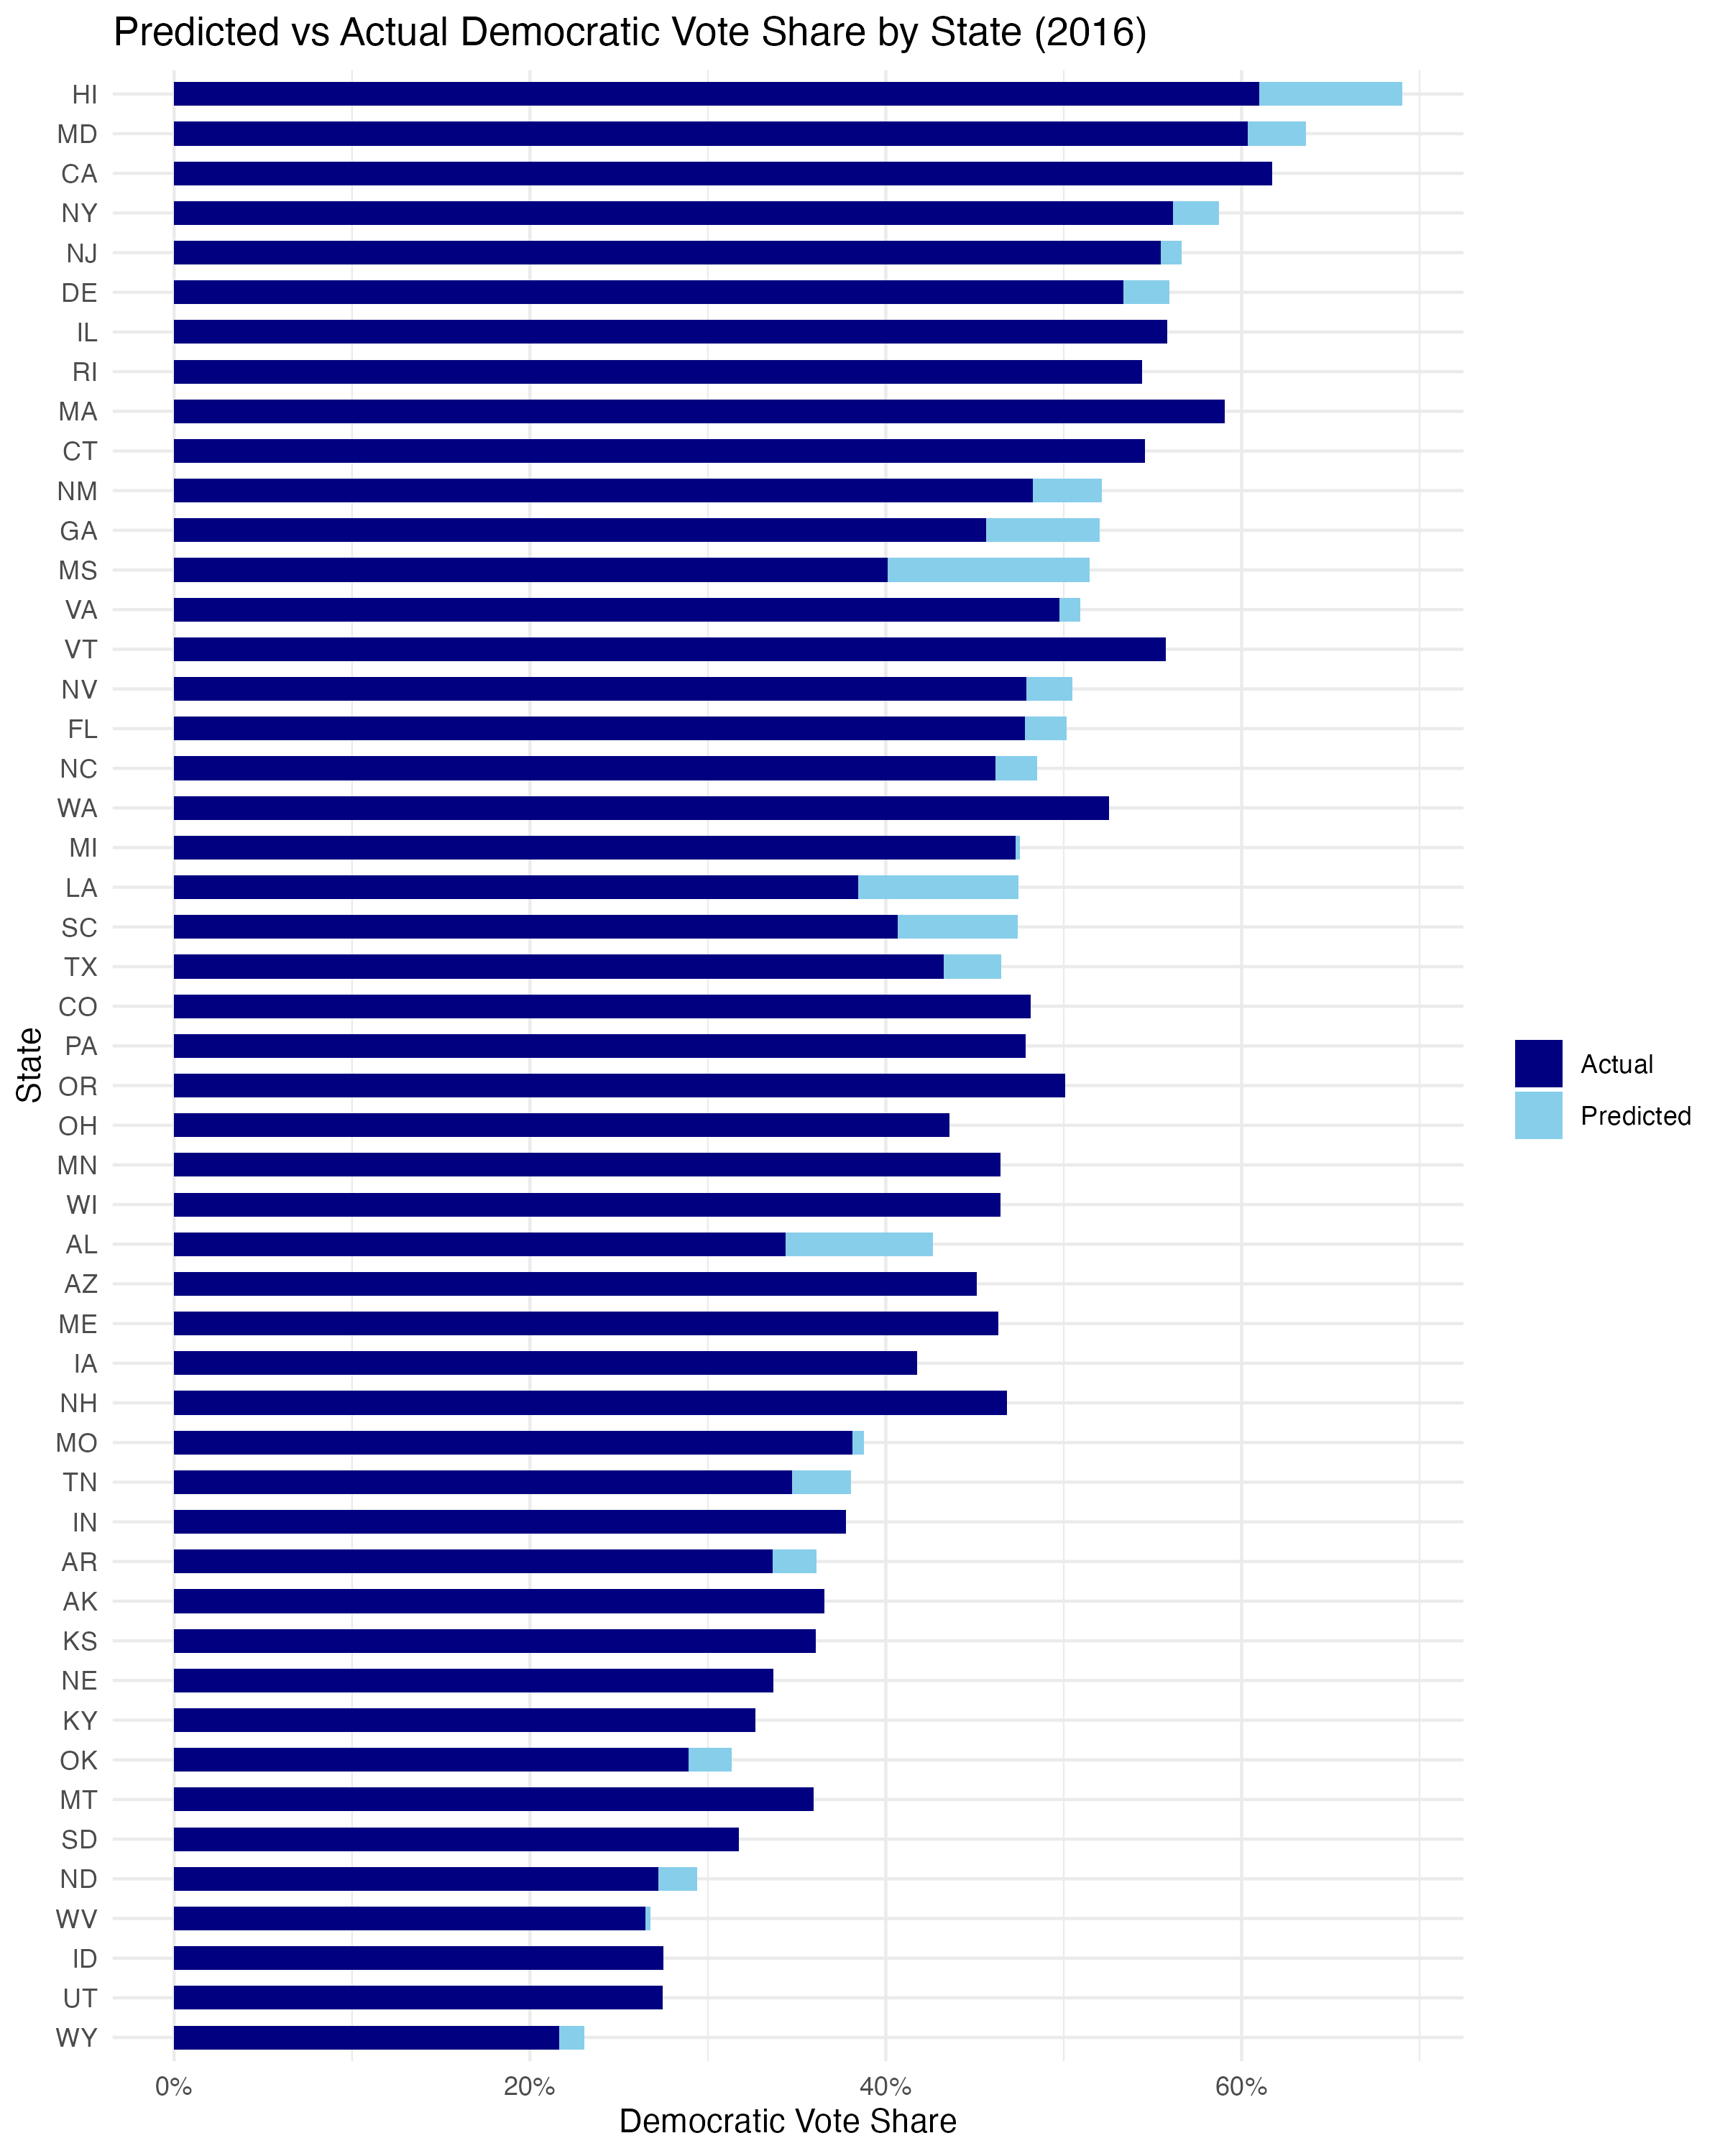 Predicted vs Actual Democratic Vote Share by State (2016)
HI
MD
CA
NY
NJ
DE
IL
RI
MA
CT
NM
GA
MS
VA
VT
NV
FL
NC
WA
MI
LA
SC
TX
CO
PA
OR
OH
MN
WI
AL
AZ
ME
IA
NH
MO
TN
IN
AR
AK
KS
NE
KY
OK
MT
SD
ND
WV
ID
UT
WY
State
0% 20% 40% 60%
Democratic Vote Share
Actual
Predicted